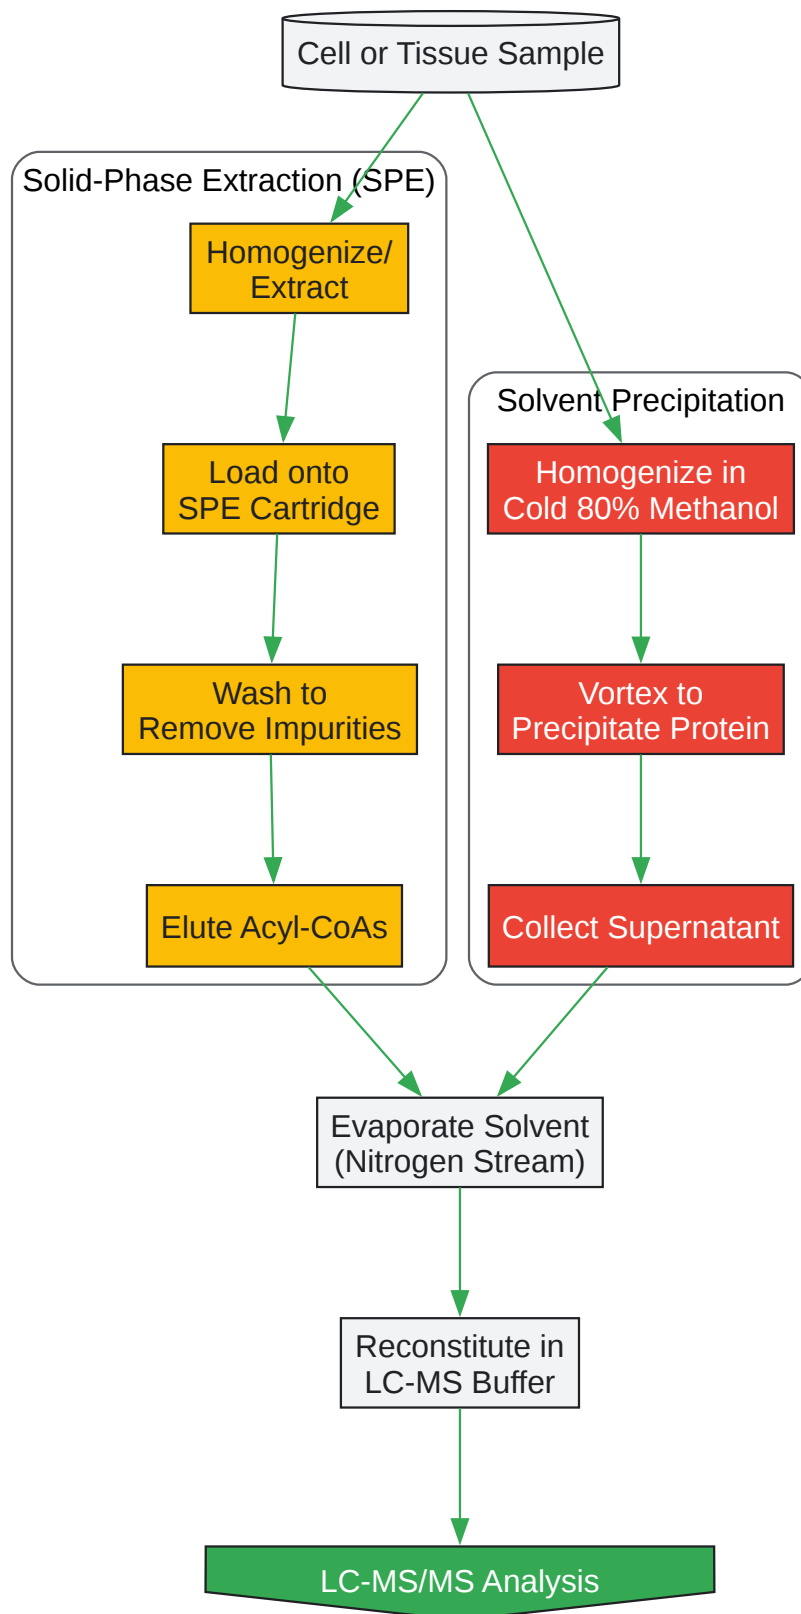 Cell or Tissue Sample
Solid-Phase Extraction (SPE)
Homogenize/
Extract
Load onto
SPE Cartridge
Wash to
Remove Impurities
Elute Acyl-CoAs
Solvent Precipitation
Homogenize in
Cold 80% Methanol
Vortex to
Precipitate Protein
Collect Supernatant
Evaporate Solvent
(Nitrogen Stream)
Reconstitute in
LC-MS Buffer
LC-MS/MS Analysis